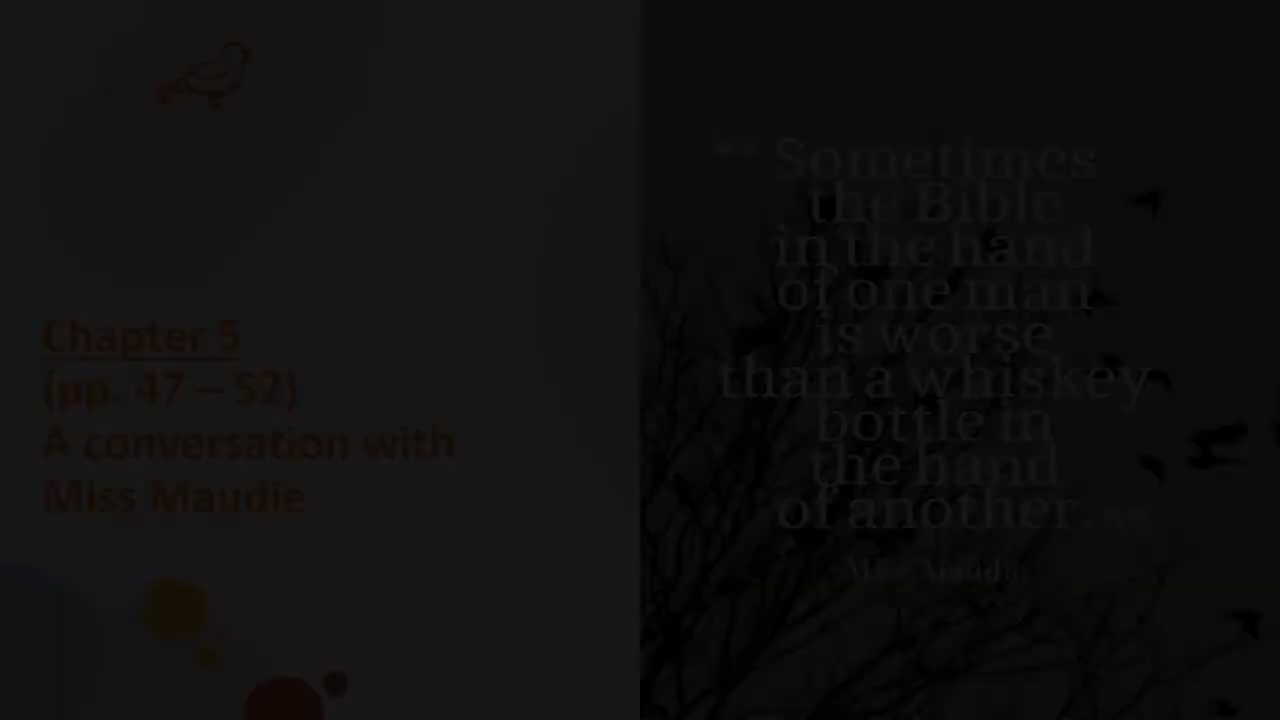 Chapter 5
(pp. 47 – 52)
A conversation with
Miss Maudie
“ Sometimes
the Bible
in the hand
of one man
is worse
than a whiskey
bottle in
the hand
of another. ”
Miss Maudie